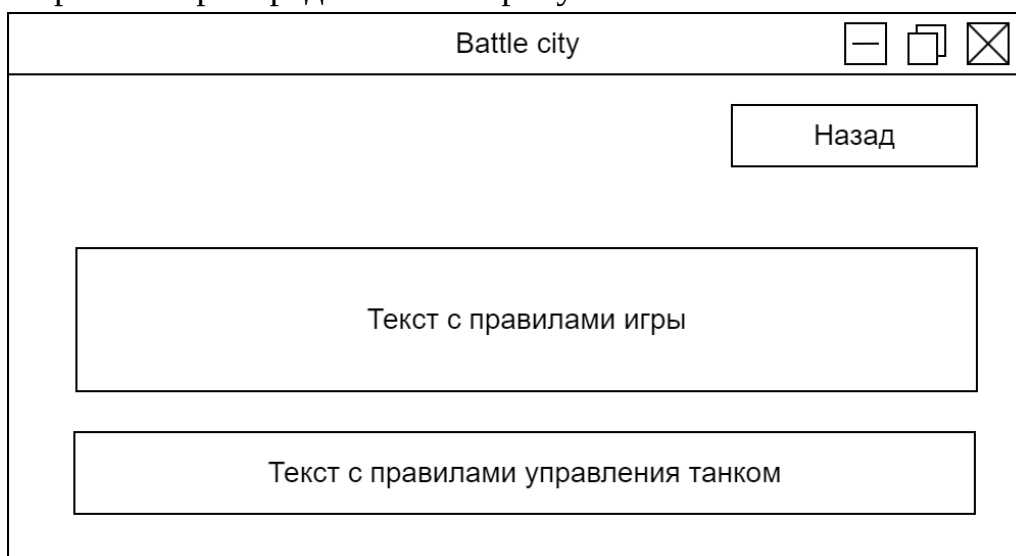 Battle city
Назад
Текст с правилами игры
Текст с правилами управления танком